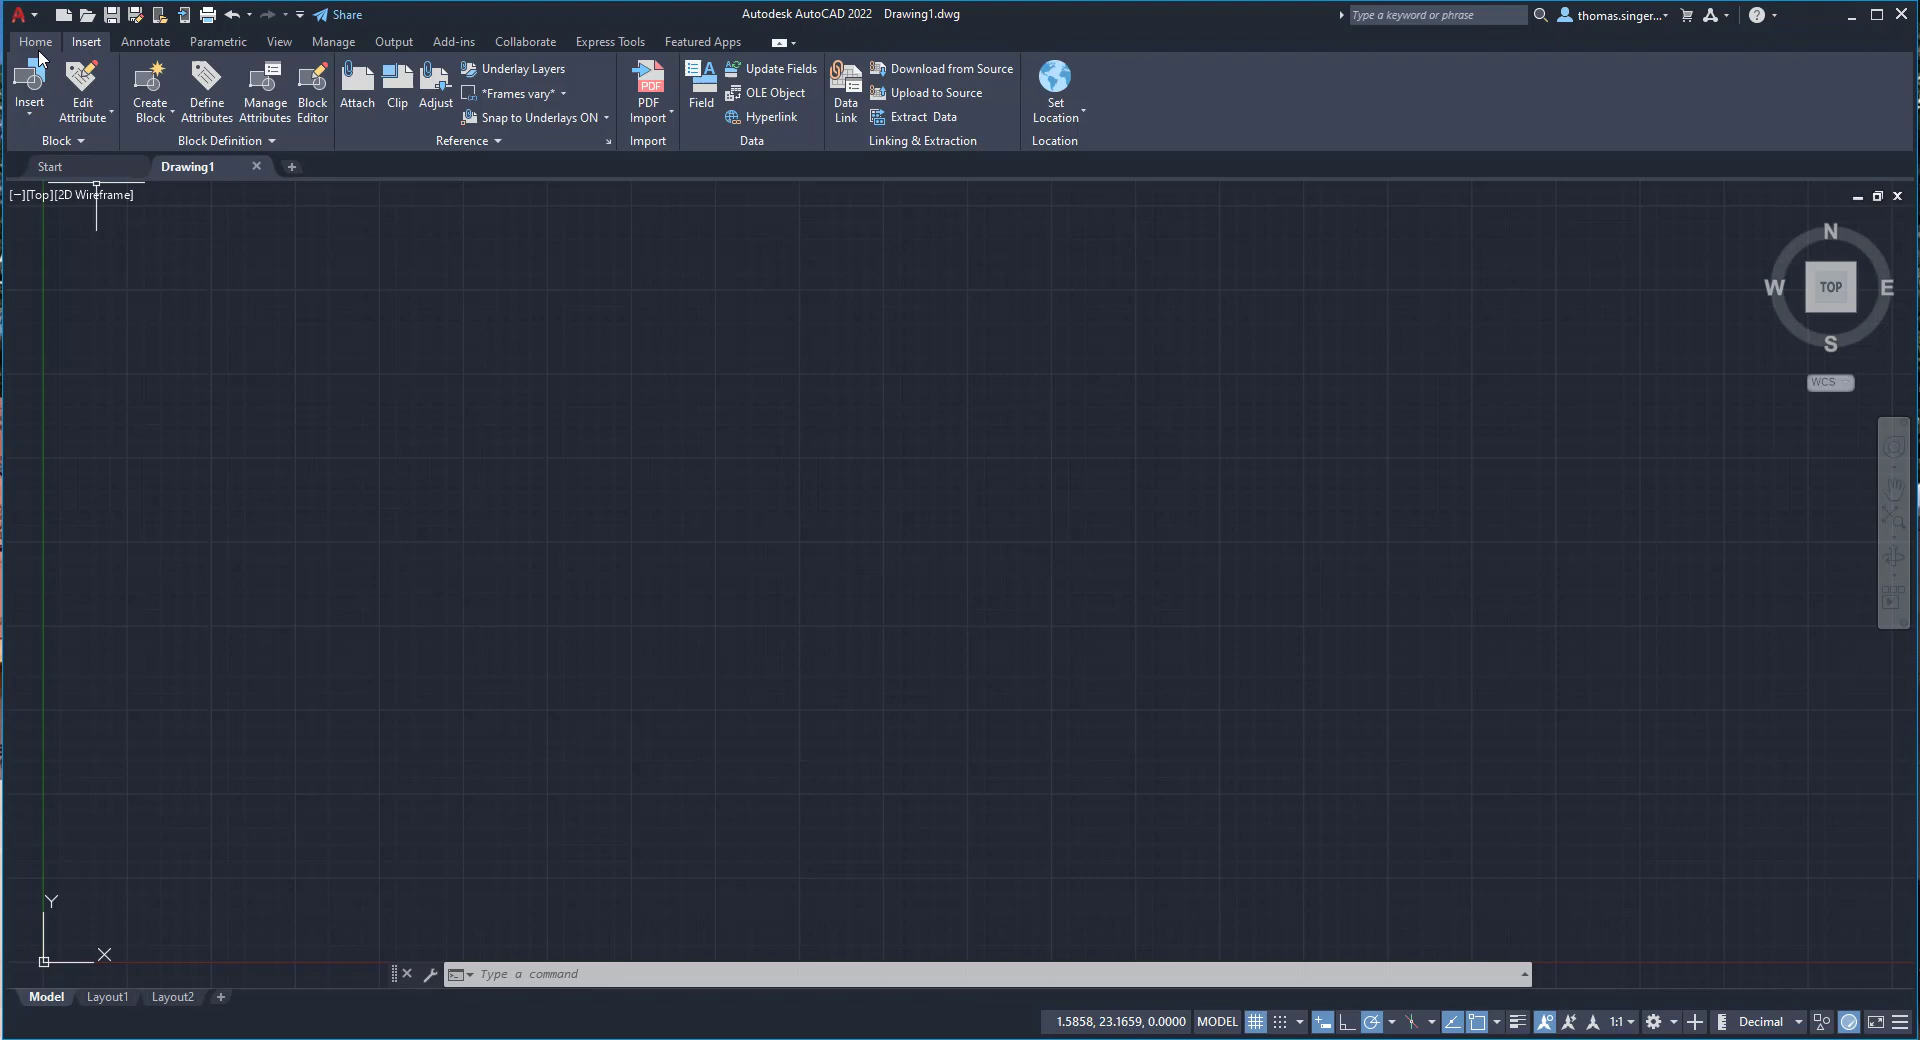 Share
Autodesk AutoCAD 2022 Drawing1.dwg
Type a keyword or phrase
thomas.singer...
Home Insert Annotate Parametric View Manage Output Add-ins Collaborate Express Tools Featured Apps
Insert
Edit
Attribute
Block
Create
Block
Define
Attributes
Manage
Attributes
Block
Editor
Block Definition
Attach
Clip
Adjust
Underlay Layers
*Frames vary*
Snap to Underlays ON
Reference
PDF
PDF
Import
Import
Field
Update Fields
OLE Object
Hyperlink
Data
Data
Link
Download from Source
Upload to Source
Extract Data
Linking & Extraction
Set
Location
Location
Start Drawing1
[−][Top][2D Wireframe]
N
W TOP E
S
WCS
Y
X
Type a command
Model Layout1 Layout2
1.5858, 23.1659, 0.0000 MODEL 1:1 Decimal